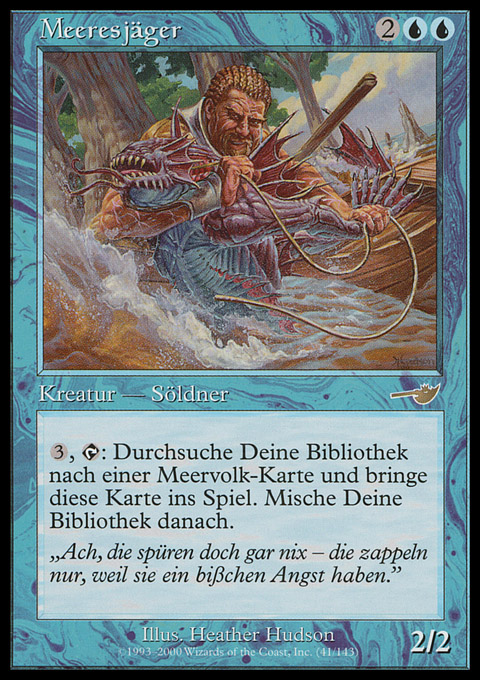 Meeresjäger 2
Kreatur — Söldner
3, : Durchsuche Deine Bibliothek
nach einer Meervolk-Karte und bringe
diese Karte ins Spiel. Mische Deine
Bibliothek danach.
„Ach, die spüren doch gar nix – die zappeln
nur, weil sie ein bißchen Angst haben.”
Illus. Heather Hudson
©1993-2000 Wizards of the Coast, Inc. (41/143)
2/2